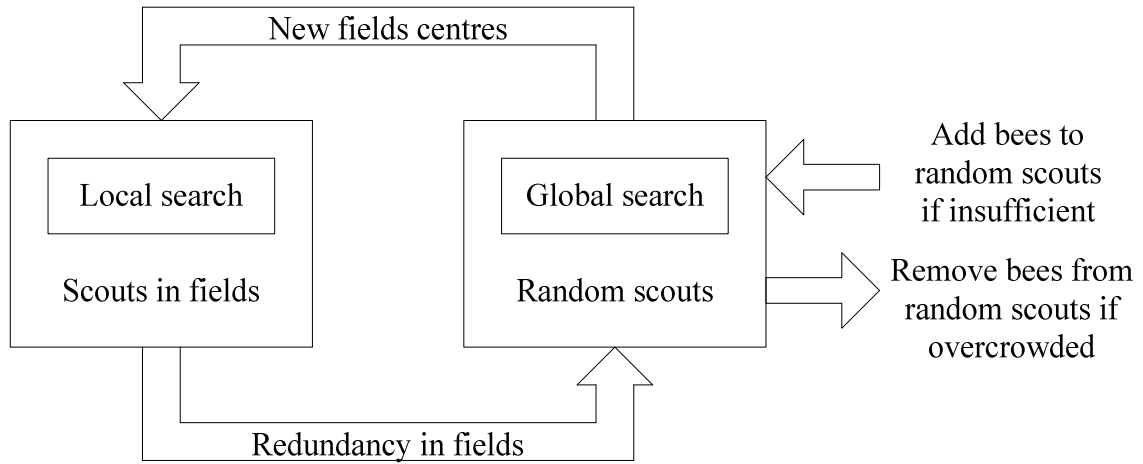 New fields centres
Local search
Scouts in fields
Global search
Random scouts
Add bees to
random scouts
if insufficient
Remove bees from
random scouts if
overcrowded
Redundancy in fields